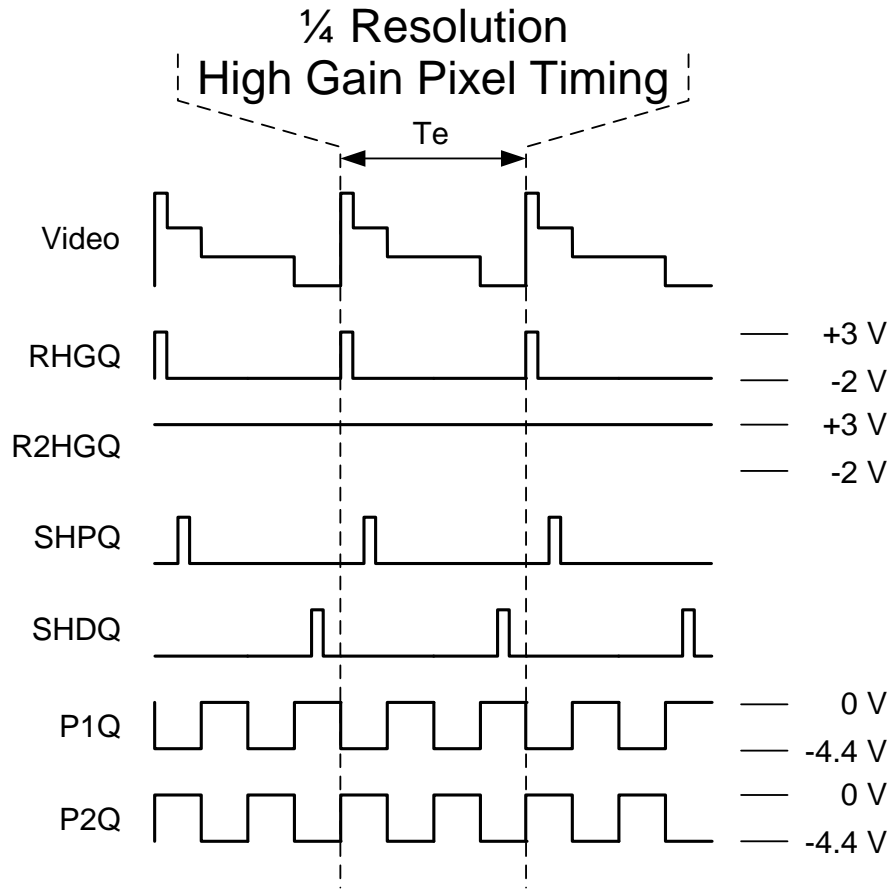 ¼ Resolution
High Gain Pixel Timing
Te
Video
RHGQ
+3 V
-2 V
R2HGQ
+3 V
-2 V
SHPQ
SHDQ
P1Q
0 V
-4.4 V
P2Q
0 V
-4.4 V